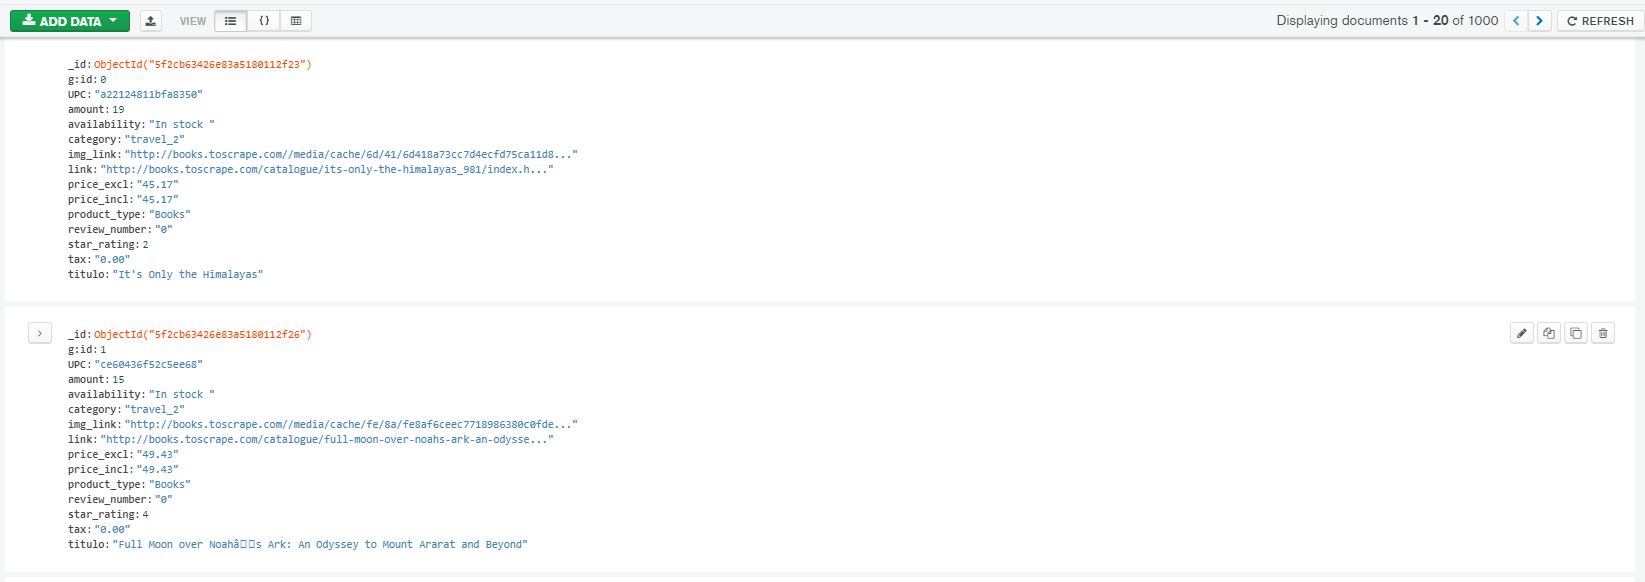 ADD DATA VIEW { } Displaying documents 1 - 20 of 1000 < > REFRESH
_id: ObjectId("5f2cb63426e83a5180112f23")
g:id: 0
UPC: "a22124811bfa8350"
amount: 19
availability: "In stock "
category: "travel_2"
img_link: "http://books.toscrape.com//media/cache/6d/41/6d418a73cc7d4ecfd75ca11d8..."
link: "http://books.toscrape.com/catalogue/its-only-the-himalayas_981/index.h..."
price_excl: "45.17"
price_incl: "45.17"
product_type: "Books"
review_number: "0"
star_rating: 2
tax: "0.00"
titulo: "It's Only the Himalayas"
_id: ObjectId("5f2cb63426e83a5180112f26")
g:id: 1
UPC: "ce60436f52c5ee68"
amount: 15
availability: "In stock "
category: "travel_2"
img_link: "http://books.toscrape.com//media/cache/fe/8a/fe8af6ceec7718986380c0fde..."
link: "http://books.toscrape.com/catalogue/full-moon-over-noahs-ark-an-odysse..."
price_excl: "49.43"
price_incl: "49.43"
product_type: "Books"
review_number: "0"
star_rating: 4
tax: "0.00"
titulo: "Full Moon over Noahâ□□s Ark: An Odyssey to Mount Ararat and Beyond"